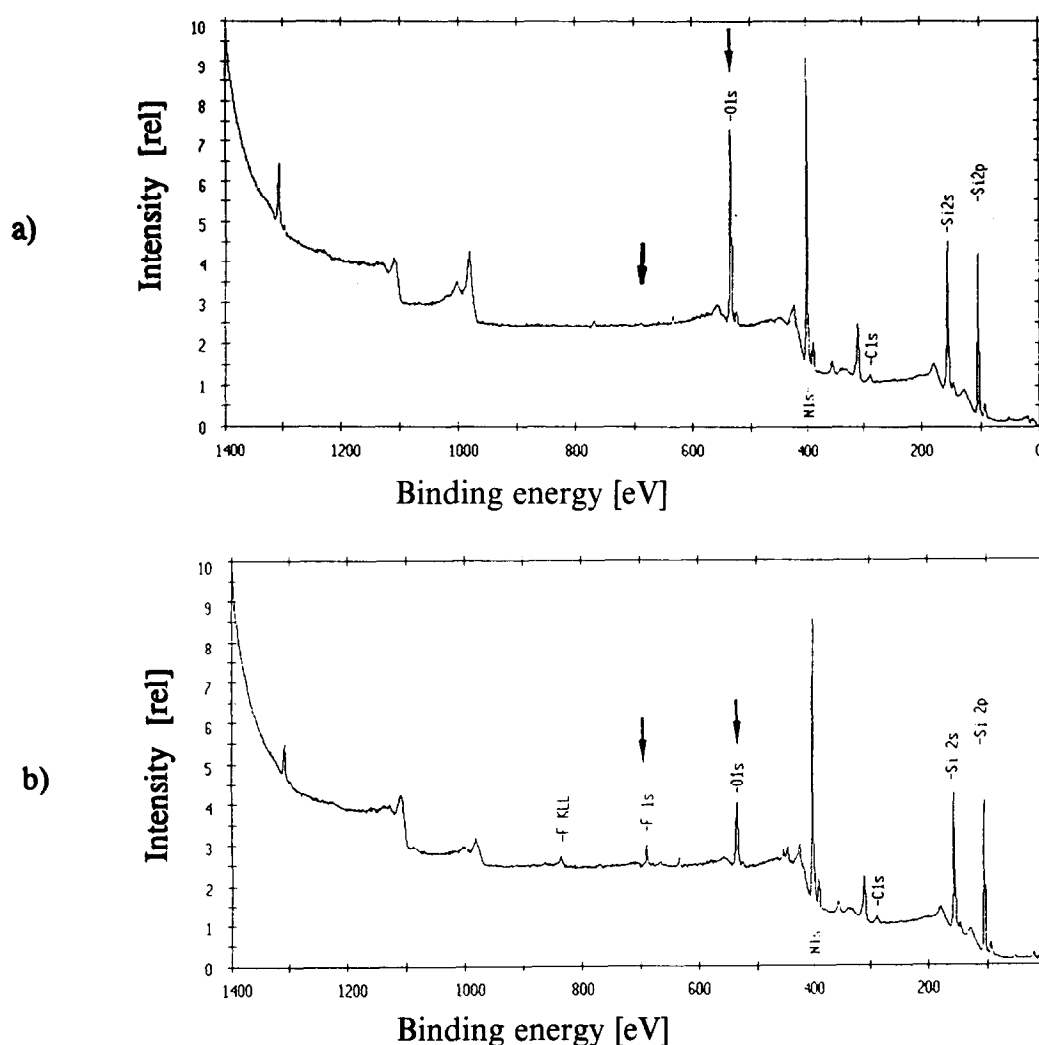 a)
Intensity [rel]
10
9
8
7
6
5
4
3
2
1
0
-O1s
N1s
-C1s
-Si2s
-Si2p
1400
1200
1000
800
600
400
200
0
Binding energy [eV]
b)
Intensity [rel]
10
9
8
7
6
5
4
3
2
1
0
-F KLL
-F 1s
-O1s
N1s
-C1s
-Si 2s
-Si 2p
1400
1200
1000
800
600
400
200
0
Binding energy [eV]